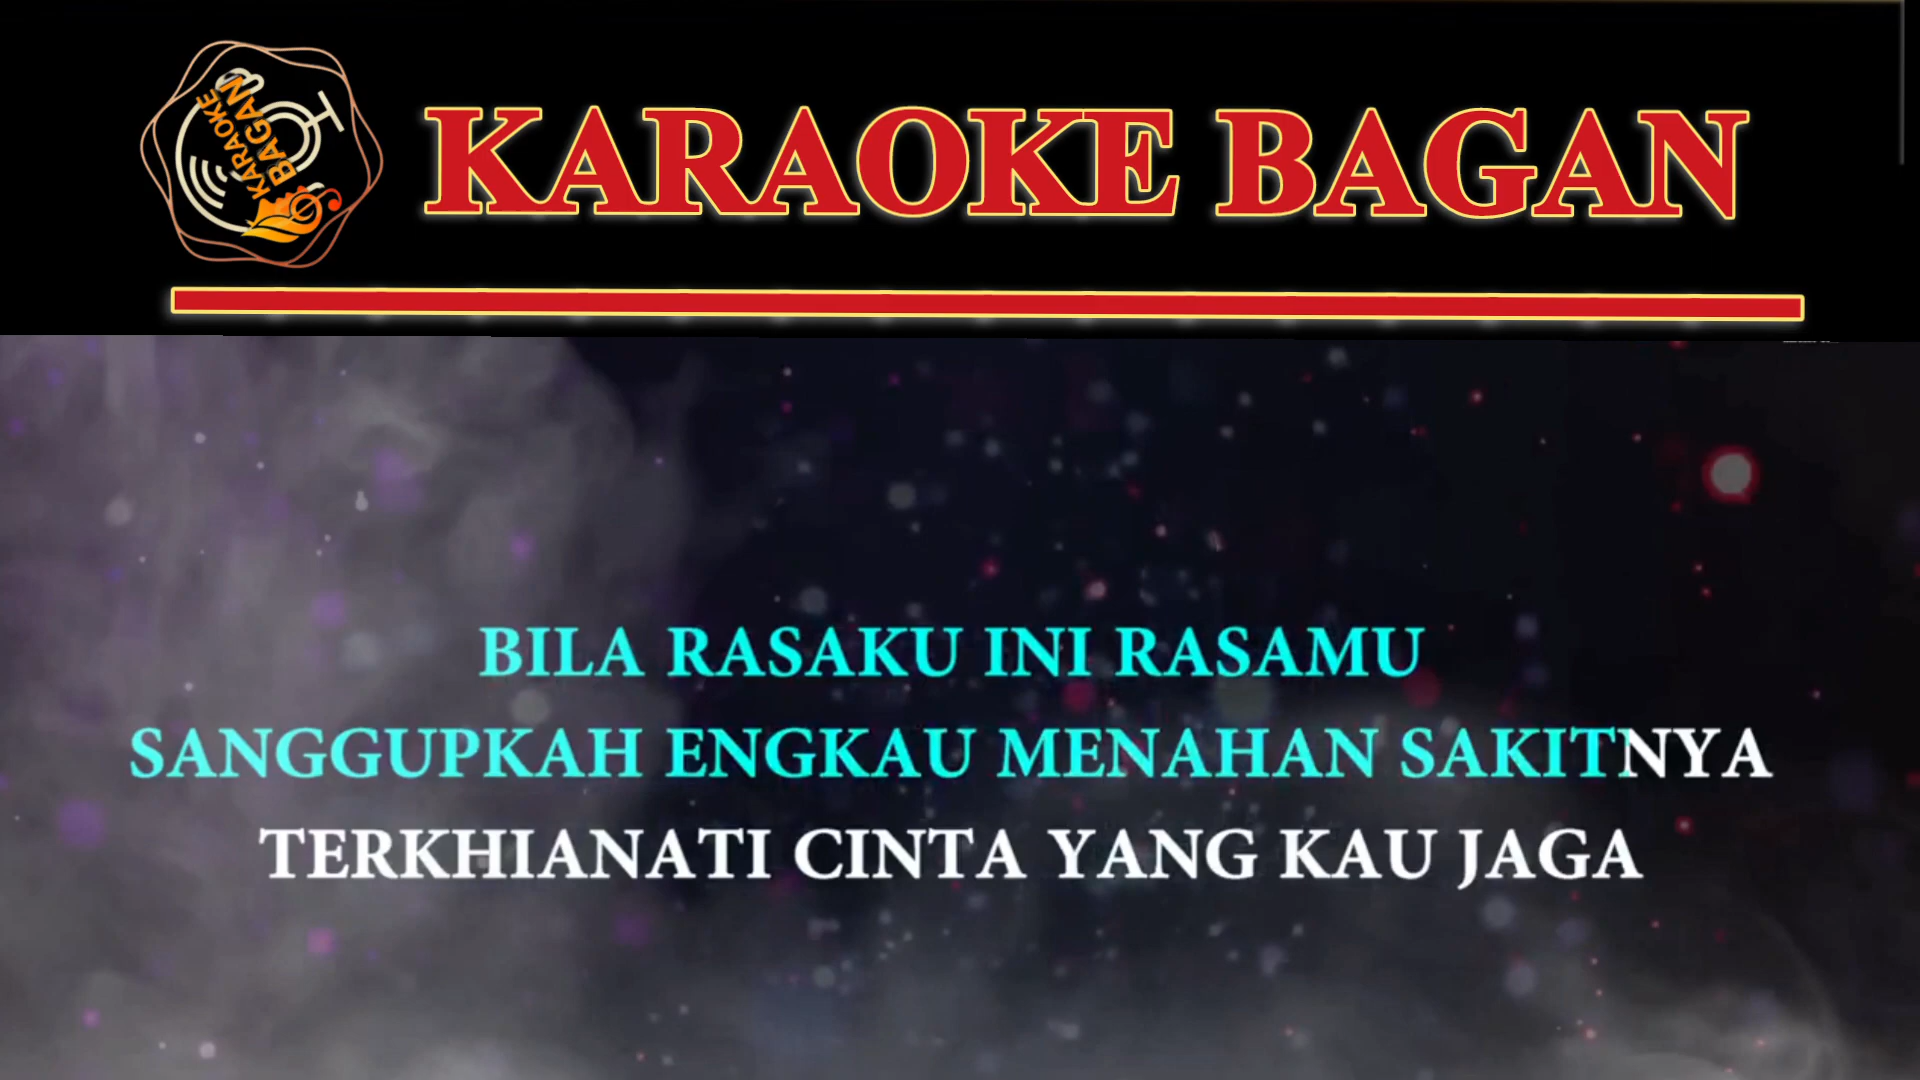 KARAOKE
BAGAN
KARAOKE BAGAN
BILA RASAKU INI RASAMU
SANGGUPKAH ENGKAU MENAHAN SAKITNYA
TERKHIANATI CINTA YANG KAU JAGA